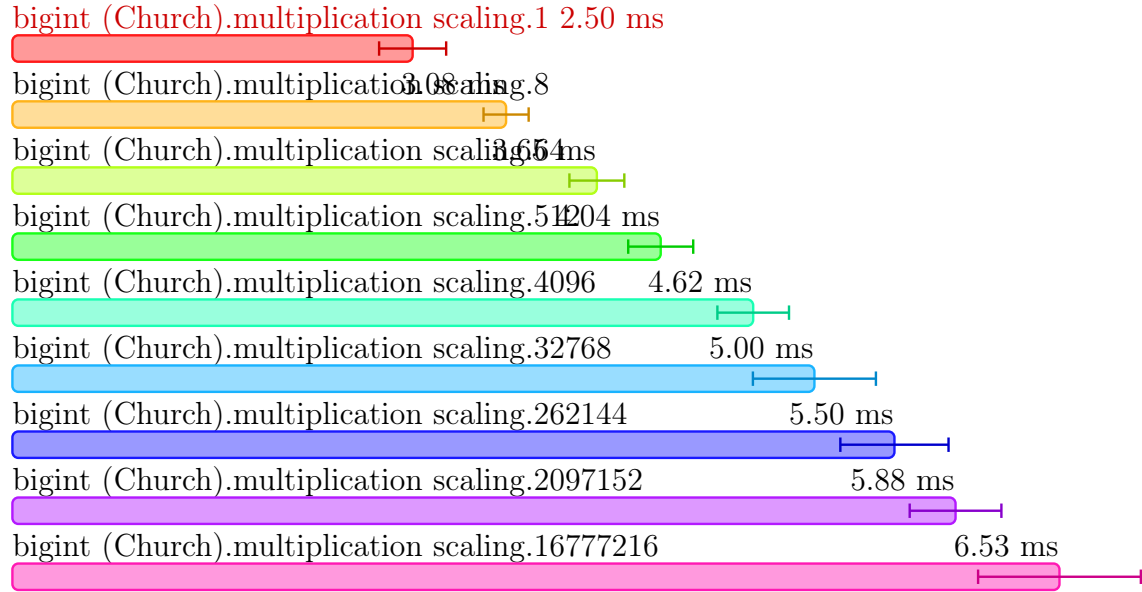 bigint (Church).multiplication scaling.1 2.50 ms
bigint (Church).multiplication scaling.8 3.08 ms
bigint (Church).multiplication scaling.64 3.65 ms
bigint (Church).multiplication scaling.512 4.04 ms
bigint (Church).multiplication scaling.4096 4.62 ms
bigint (Church).multiplication scaling.32768 5.00 ms
bigint (Church).multiplication scaling.262144 5.50 ms
bigint (Church).multiplication scaling.2097152 5.88 ms
bigint (Church).multiplication scaling.16777216 6.53 ms